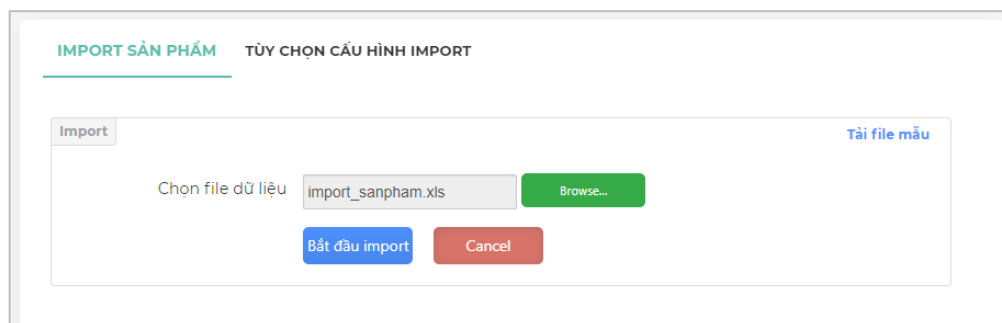 IMPORT SẢN PHẨM TÙY CHỌN CẤU HÌNH IMPORT
Import Tải file mẫu
Chọn file dữ liệu import_sanpham.xls Browse...
Bắt đầu import Cancel